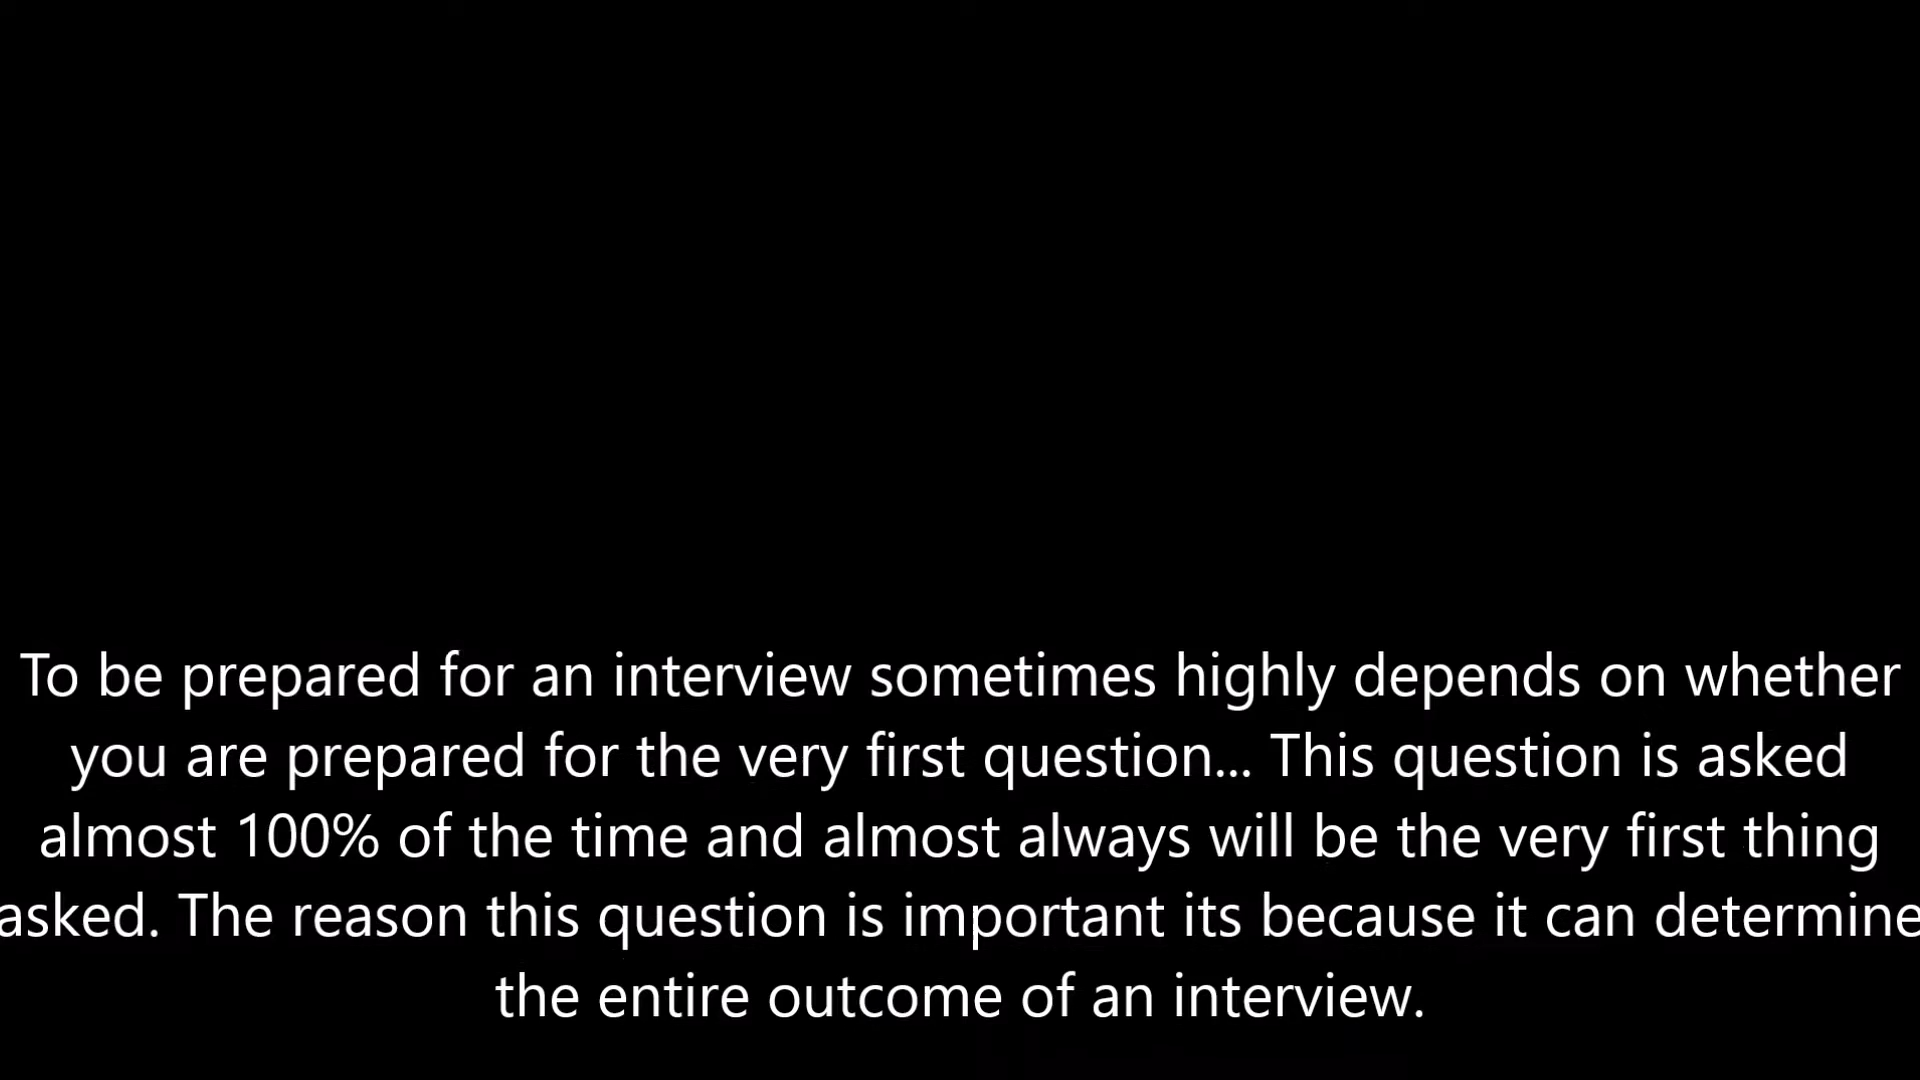 To be prepared for an interview sometimes highly depends on whether
you are prepared for the very first question... This question is asked
almost 100% of the time and almost always will be the very first thing
asked. The reason this question is important its because it can determine
the entire outcome of an interview.